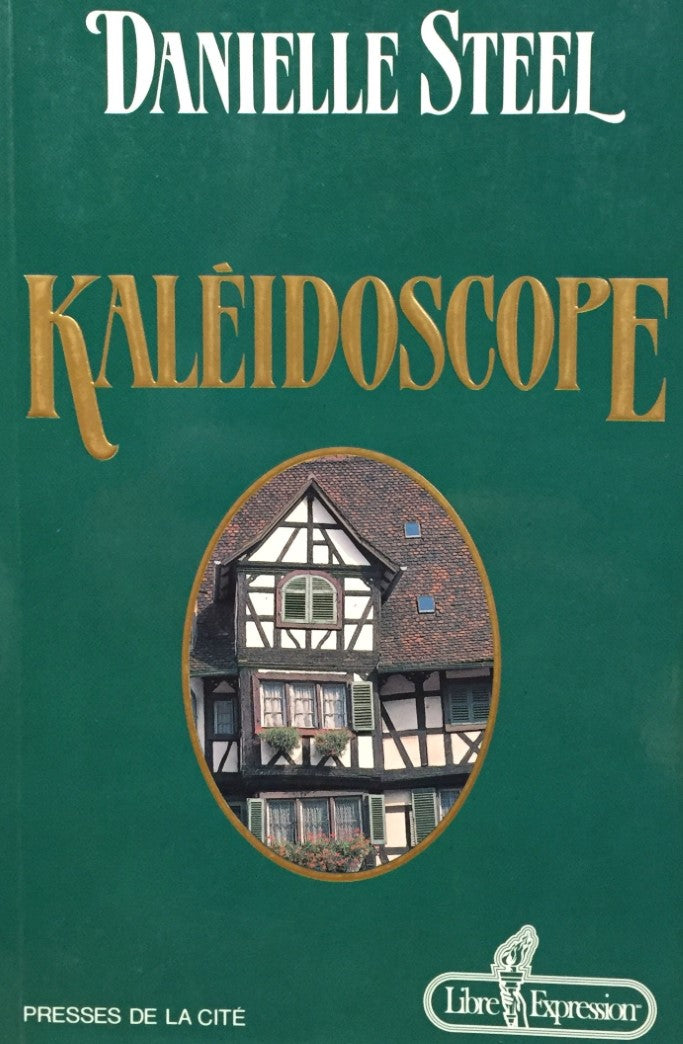 DANIELLE STEEL
KALÉIDOSCOPE
PRESSES DE LA CITÉ
Libre Expression